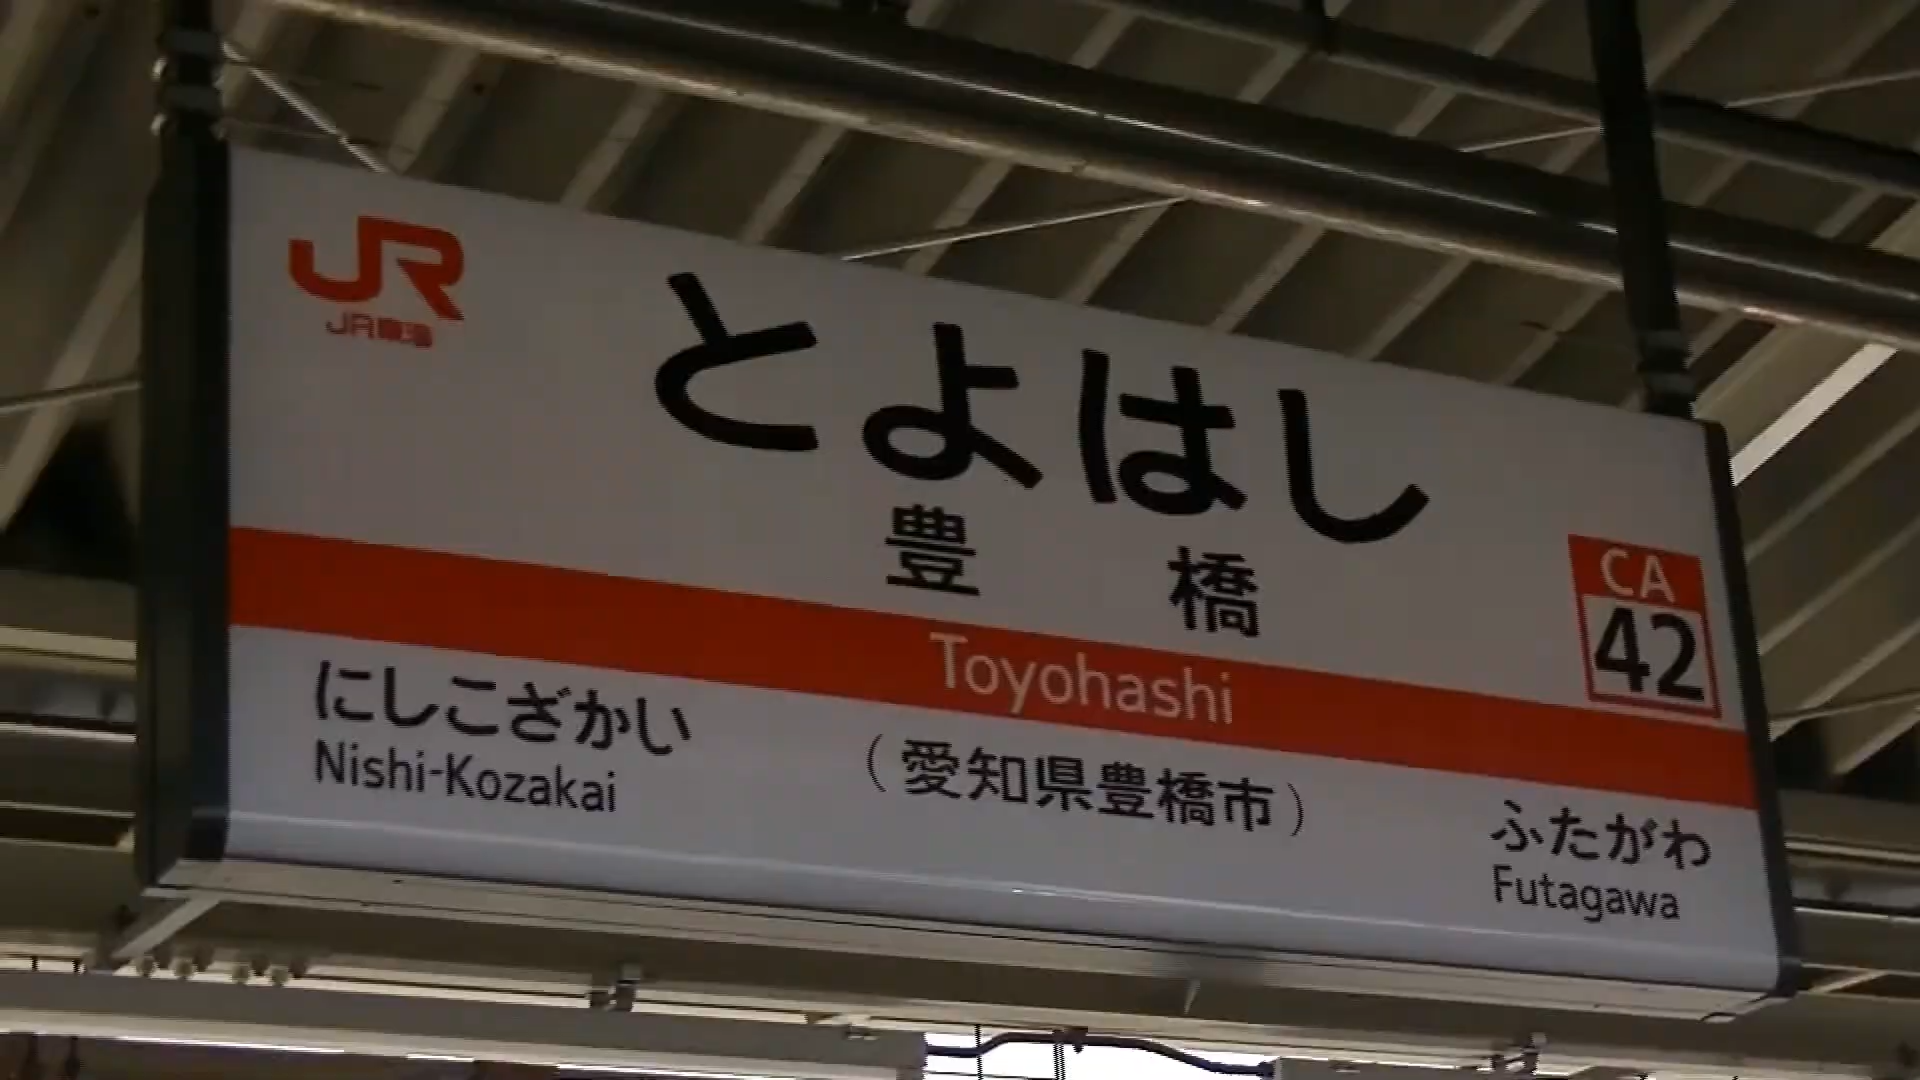 JR
JR東海
とよはし
豊橋
CA
42
Toyohashi
にしこざかい
Nishi-Kozakai
(愛知県豊橋市)
ふたがわ
Futagawa